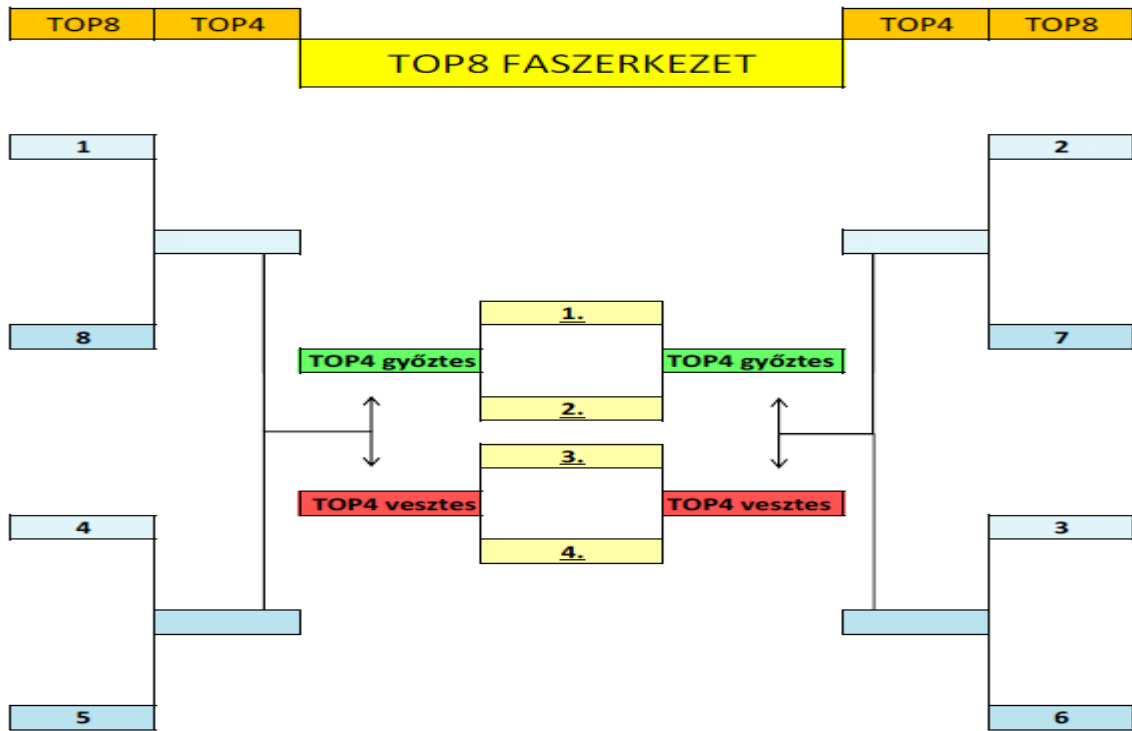 TOP8 TOP4 TOP4 TOP8
TOP8 FASZERKEZET
1 2
1.
8 7
TOP4 győztes TOP4 győztes
2.
3.
TOP4 vesztes TOP4 vesztes
4 3
4.
5 6